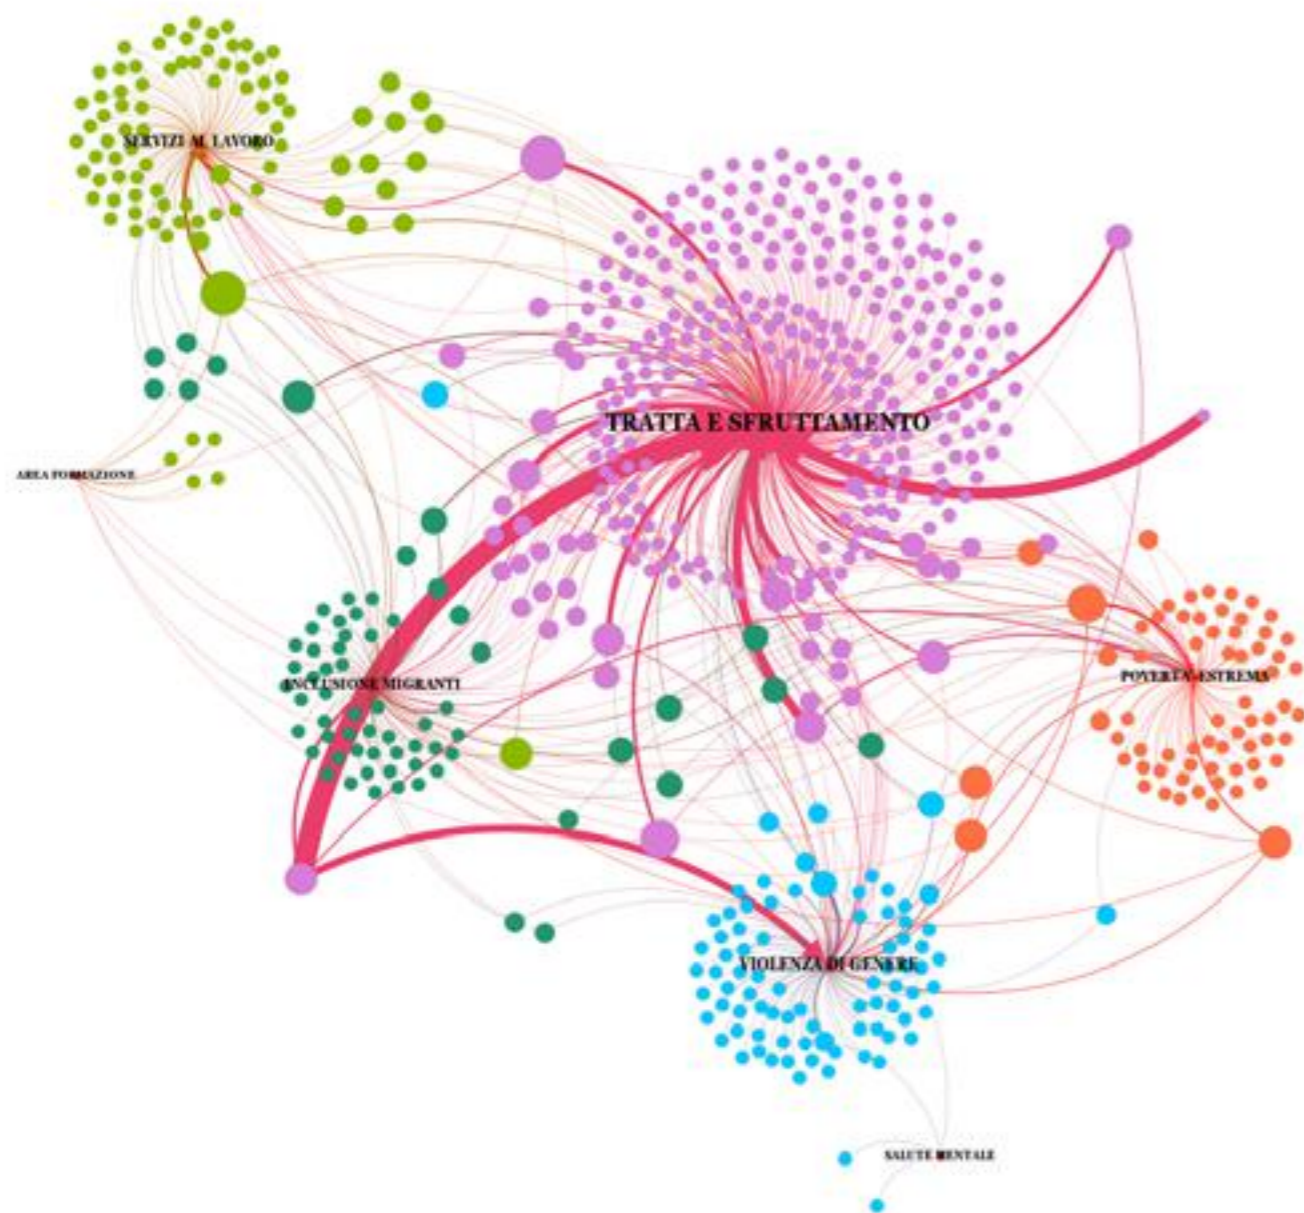 SERVIZI AL LAVORO
TRATTA E SFRUTTAMENTO
AREA FORMAZIONE
INCLUSIONE MIGRANTI
POVERTA' ESTREMA
VIOLENZA DI GENERE
SALUTE MENTALE